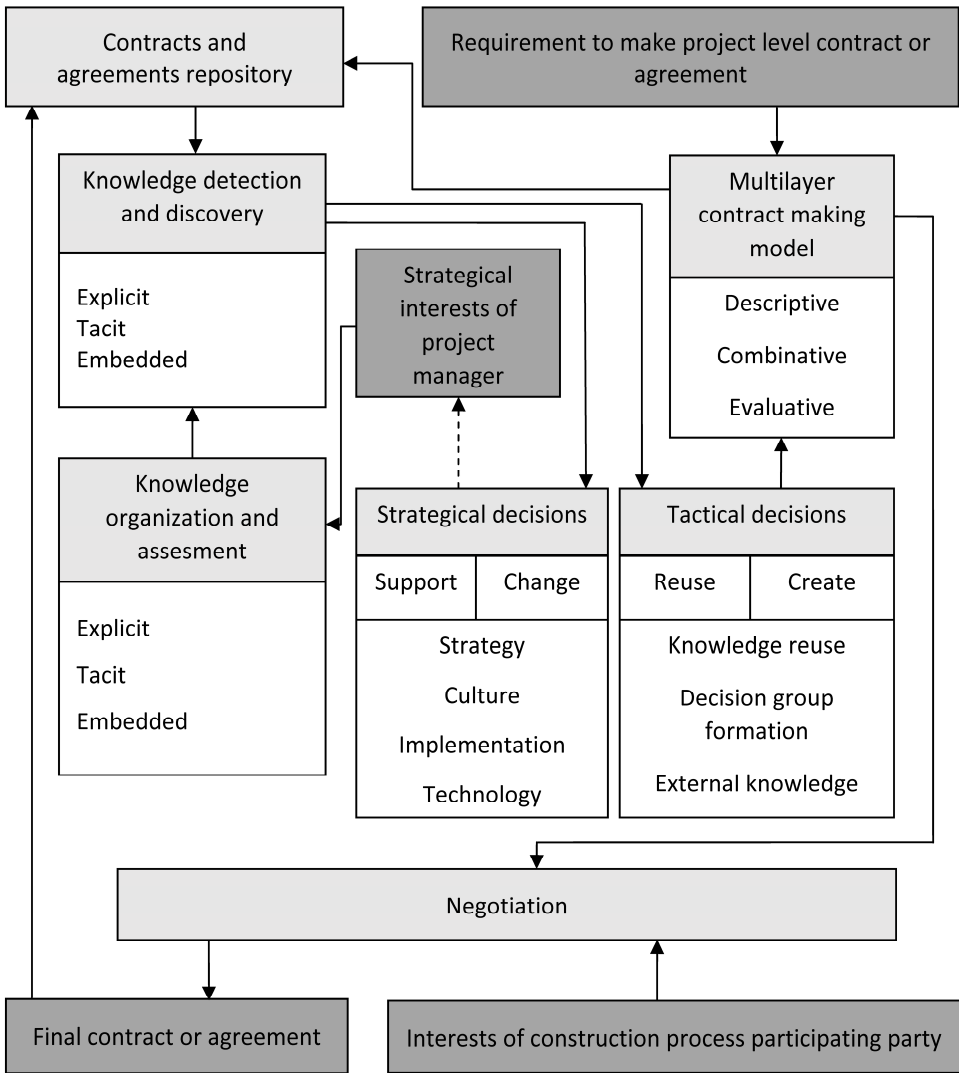 Contracts and
agreements repository
Requirement to make project level contract or
agreement
Knowledge detection
and discovery
Explicit
Tacit
Embedded
Multilayer
contract making
model
Descriptive
Combinative
Evaluative
Strategical
interests of
project
manager
Knowledge
organization and
assesment
Explicit
Tacit
Embedded
Strategical decisions
Support
Change
Strategy
Culture
Implementation
Technology
Tactical decisions
Reuse
Create
Knowledge reuse
Decision group
formation
External knowledge
Negotiation
Final contract or agreement
Interests of construction process participating party